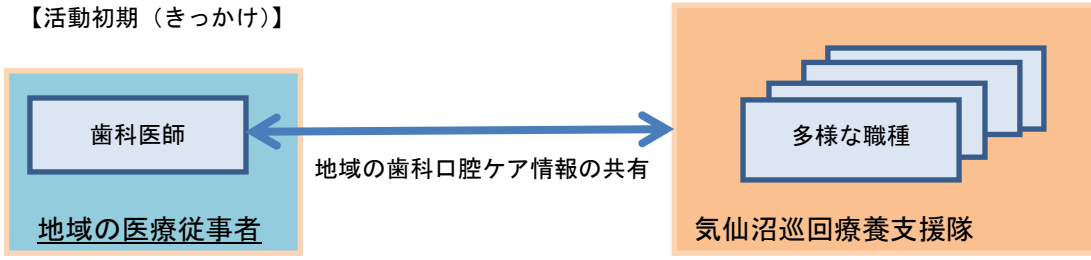 【活動初期（きっかけ）】
歯科医師
多様な職種
地域の歯科口腔ケア情報の共有
地域の医療従事者
気仙沼巡回療養支援隊